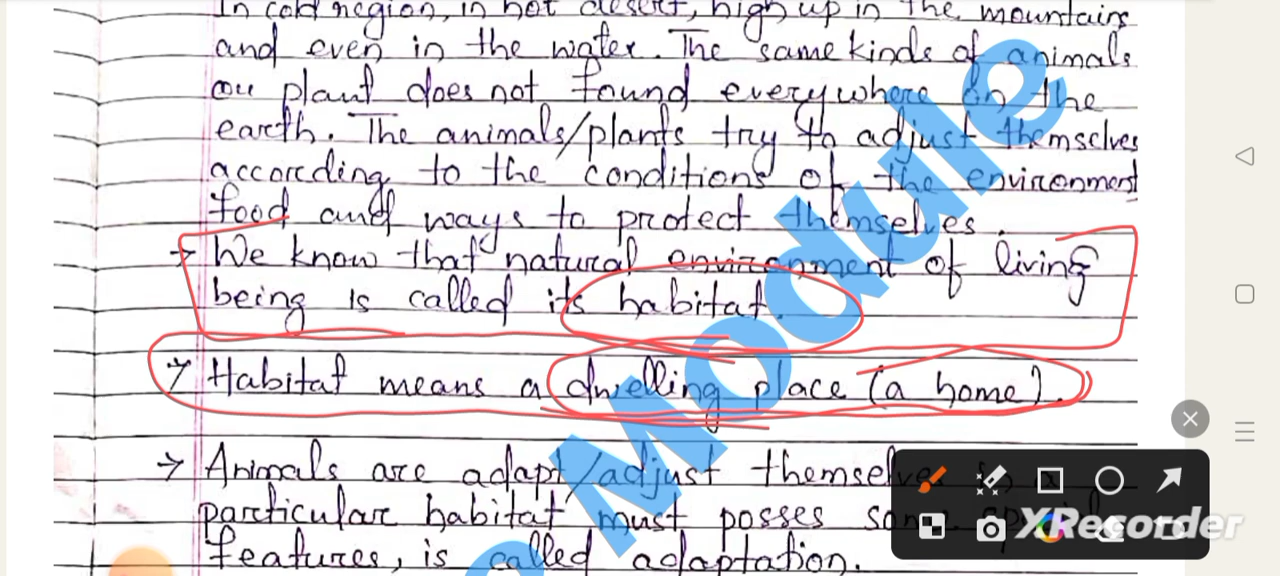 In cold region, in hot desert, high up in the mountains
and even in the water. The same kinds of animals
or plant does not found everywhere on the
earth. The animals/plants try to adjust themselves
according to the conditions of the environment
food and ways to protect themselves.
→ We know that natural environment of living
being is called its habitat.
→ Habitat means a dwelling place (a home).
→ Animals are adapt/adjust themselves in a
particular habitat must posses some
features, is called adaptation.
Module
XRecorder